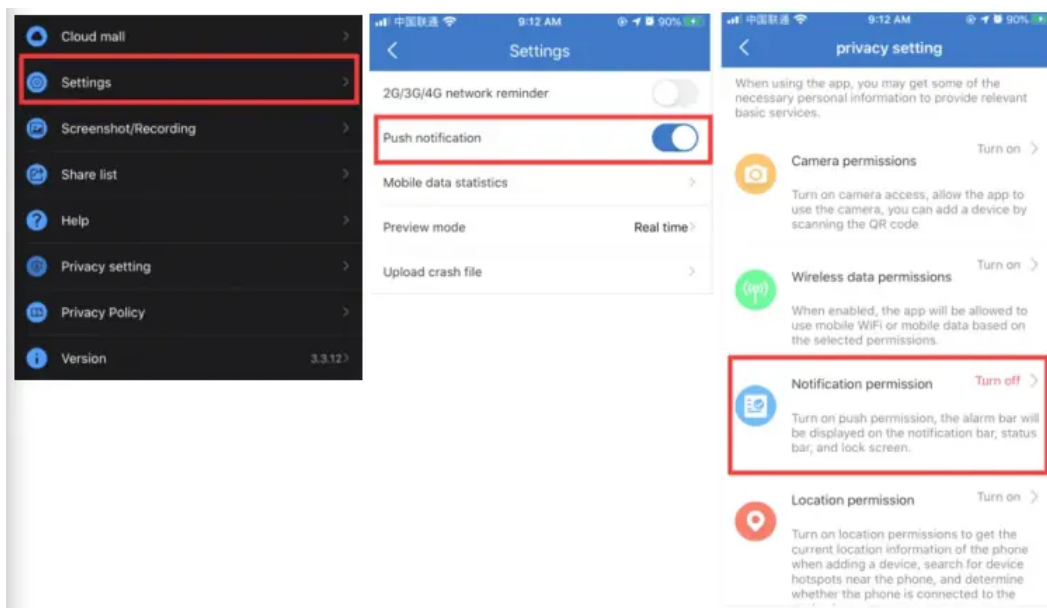 Cloud mall
Settings
Screenshot/Recording
Share list
Help
Privacy setting
Privacy Policy
Version 3.3.12
中国联通 9:12 AM 90%
Settings
2G/3G/4G network reminder
Push notification
Mobile data statistics
Preview mode Real time
Upload crash file
中国联通 9:12 AM 90%
privacy setting
When using the app, you may get some of the
necessary personal information to provide relevant
basic services.
Camera permissions Turn on
Turn on camera access, allow the app to
use the camera, you can add a device by
scanning the QR code
Wireless data permissions Turn on
When enabled, the app will be allowed to
use mobile WiFi or mobile data based on
the selected permissions.
Notification permission Turn off
Turn on push permission, the alarm bar will
be displayed on the notification bar, status
bar, and lock screen.
Location permission Turn on
Turn on location permissions to get the
current location information of the phone
when adding a device, search for device
hotspots near the phone, and determine
whether the phone is connected to the